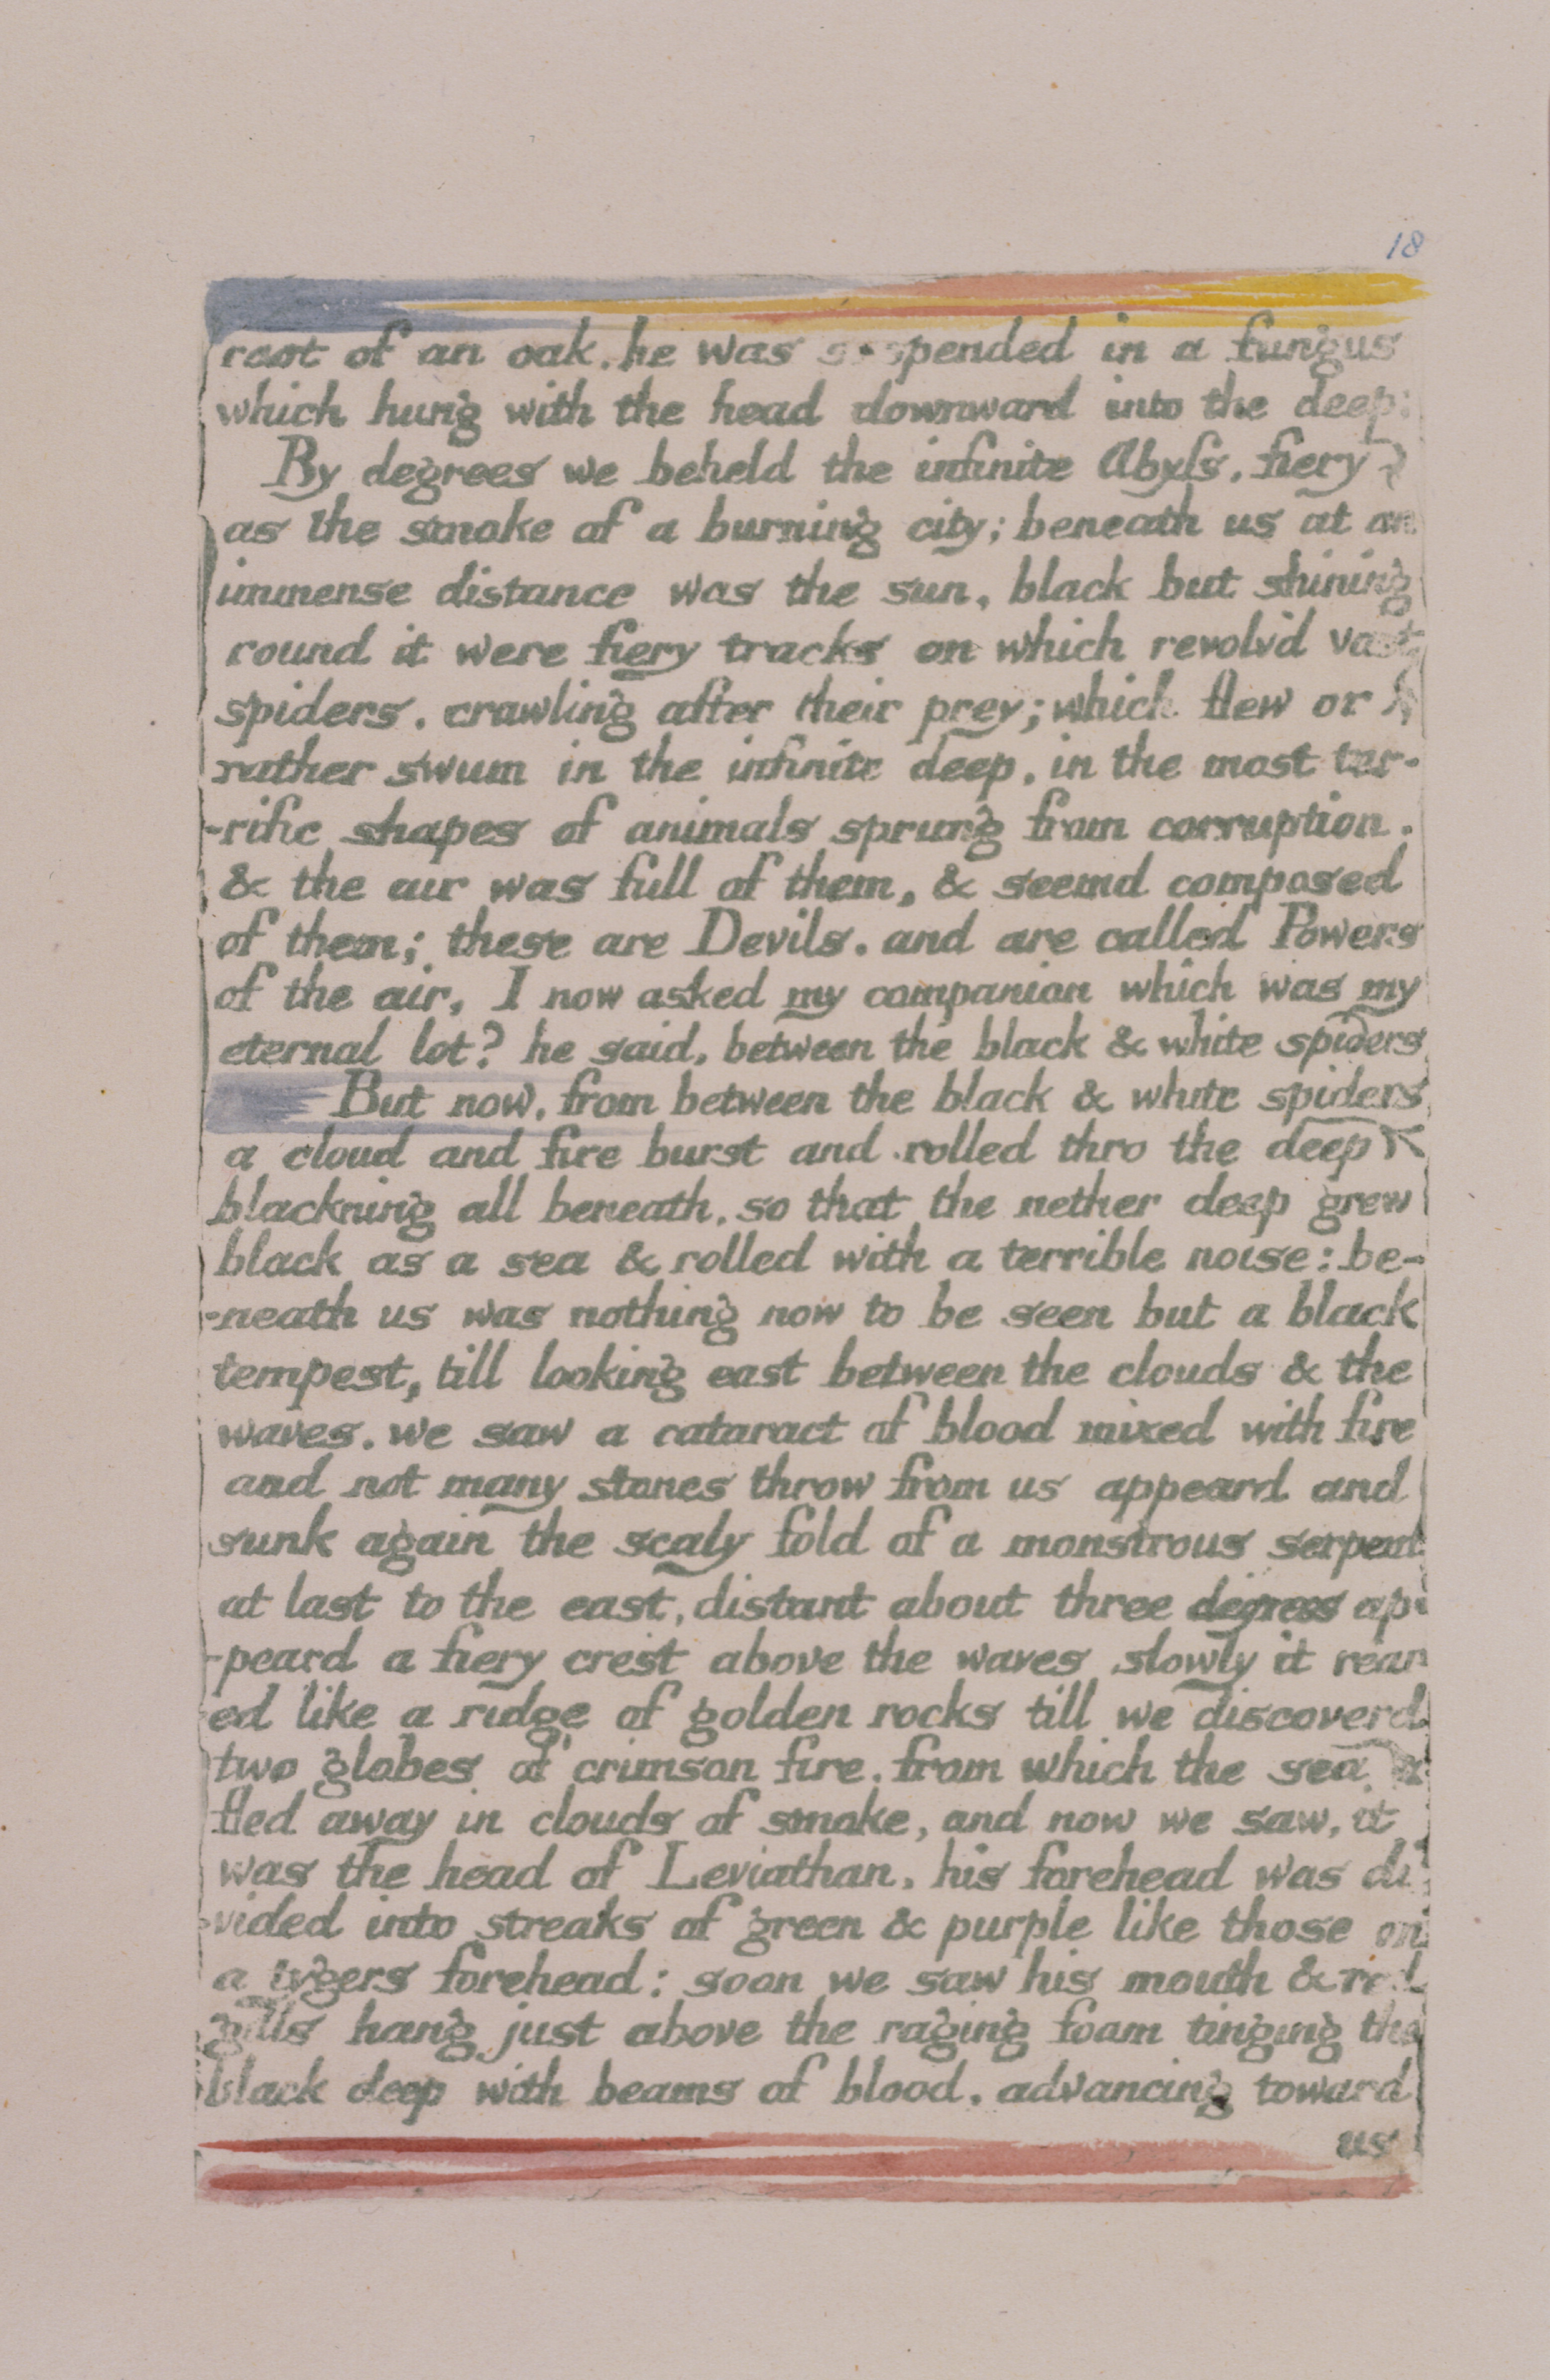 18
root of an oak. he was suspended in a fungus
which hung with the head downward into the deep:
By degrees we beheld the infinite Abyſs, fiery
as the smoke of a burning city; beneath us at an
immense distance was the sun, black but shining
round it were fiery tracks on which revolv'd vast
spiders, crawling after their prey; which flew or
rather swum in the infinite deep, in the most ter-
-rific shapes of animals sprung from corruption.
& the air was full of them, & seemd composed
of them; these are Devils. and are called Powers
of the air, I now asked my companion which was my
eternal lot? he said, between the black & white spiders
But now, from between the black & white spiders
a cloud and fire burst and rolled thro the deep
blackning all beneath, so that the nether deep grew
black as a sea & rolled with a terrible noise: be-
-neath us was nothing now to be seen but a black
tempest, till looking east between the clouds & the
waves, we saw a cataract of blood mixed with fire
and not many stones throw from us appeard and
sunk again the scaly fold of a monstrous serpent
at last to the east, distant about three degrees ap-
-peard a fiery crest above the waves slowly it rear
ed like a ridge of golden rocks till we discoverd
two globes of crimson fire. from which the sea
fled away in clouds of smoke, and now we saw, it
was the head of Leviathan. his forehead was di
-vided into streaks of green & purple like those on
a tygers forehead: soon we saw his mouth & red
gills hang just above the raging foam tinging the
black deep with beams of blood, advancing toward
us